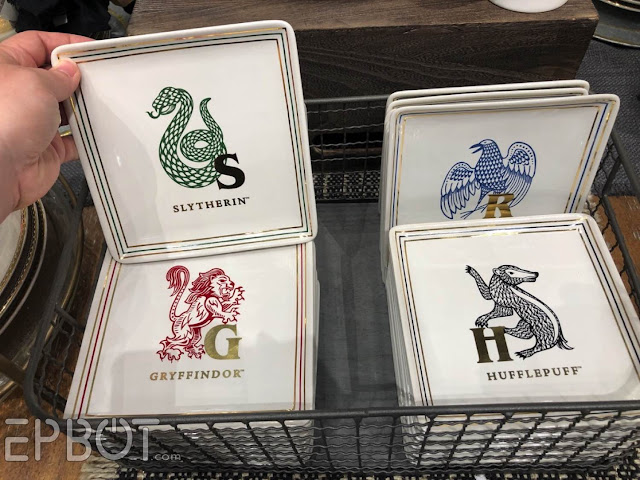 S
SLYTHERIN™
G
GRYFFINDOR™
H
HUFFLEPUFF™
EPBOT.com